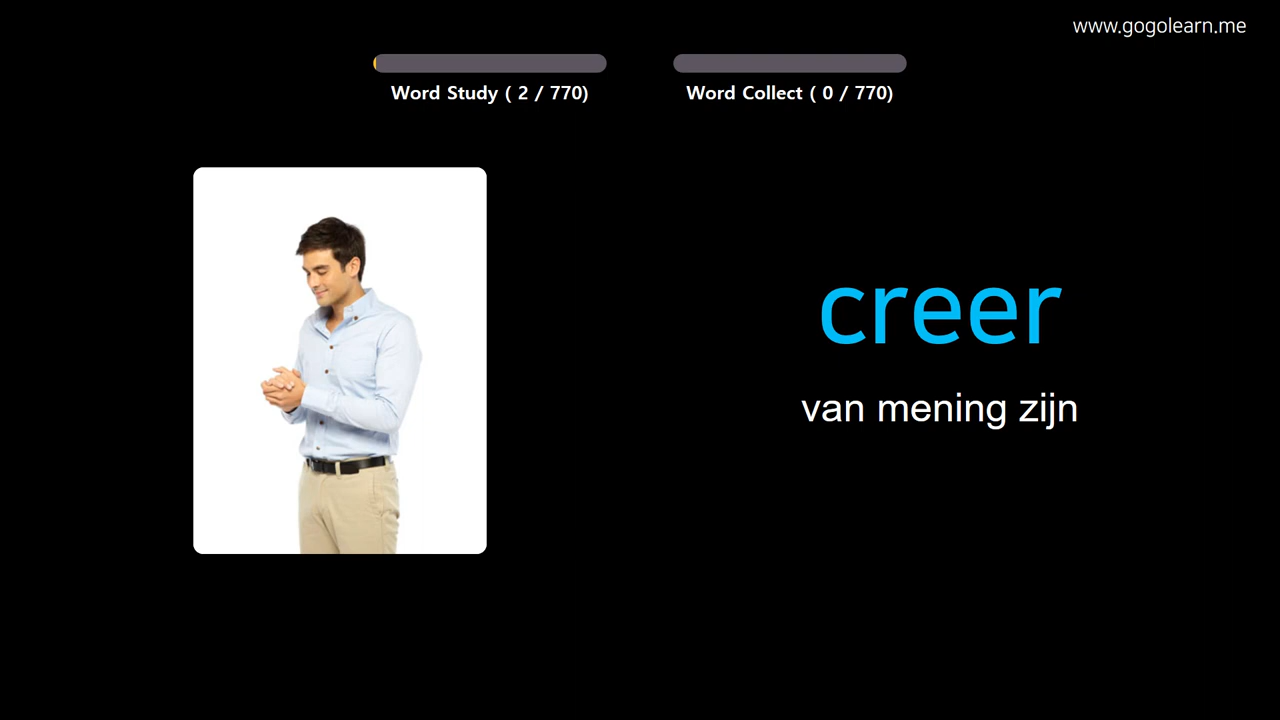 www.gogolearn.me
Word Study ( 2 / 770)
Word Collect ( 0 / 770)
creer
van mening zijn